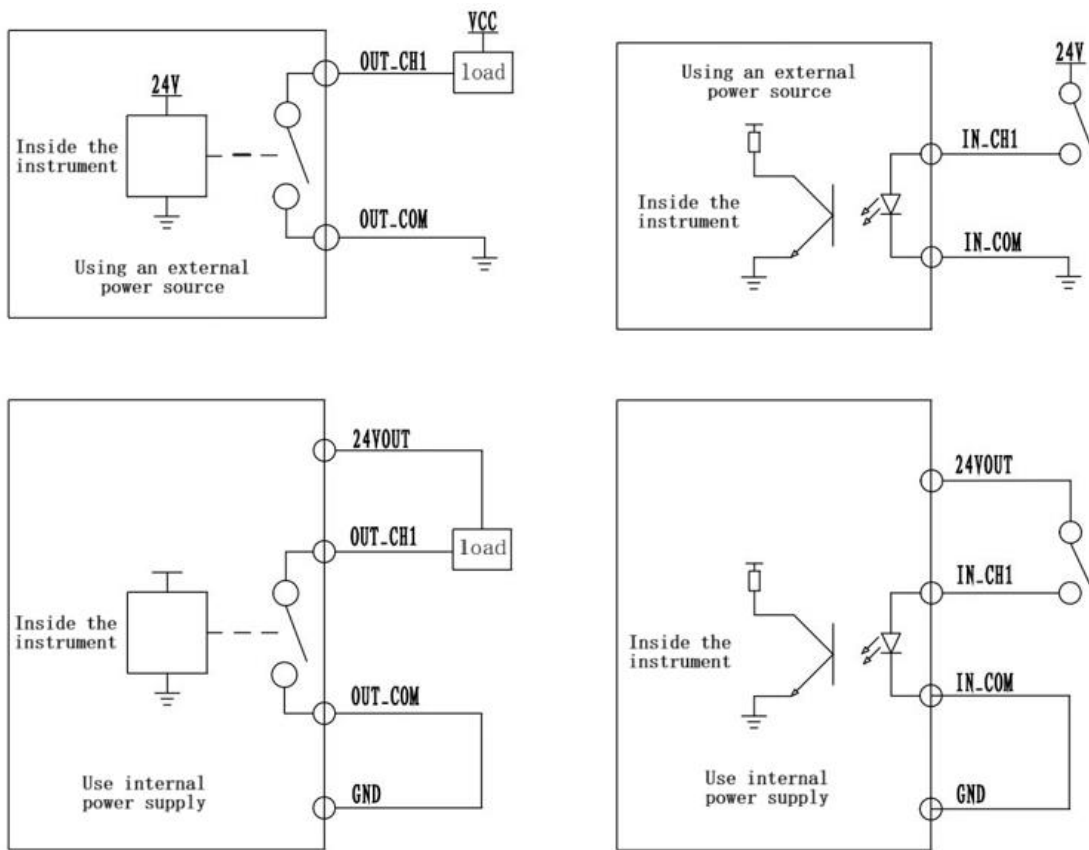 VCC
OUT_CH1
load
24V
Inside the
instrument
OUT_COM
Using an external
power source
Using an external
power source
24V
IN_CH1
Inside the
instrument
IN_COM
24VOUT
OUT_CH1
load
Inside the
instrument
OUT_COM
Use internal
power supply
GND
24VOUT
IN_CH1
Inside the
instrument
IN_COM
Use internal
power supply
GND